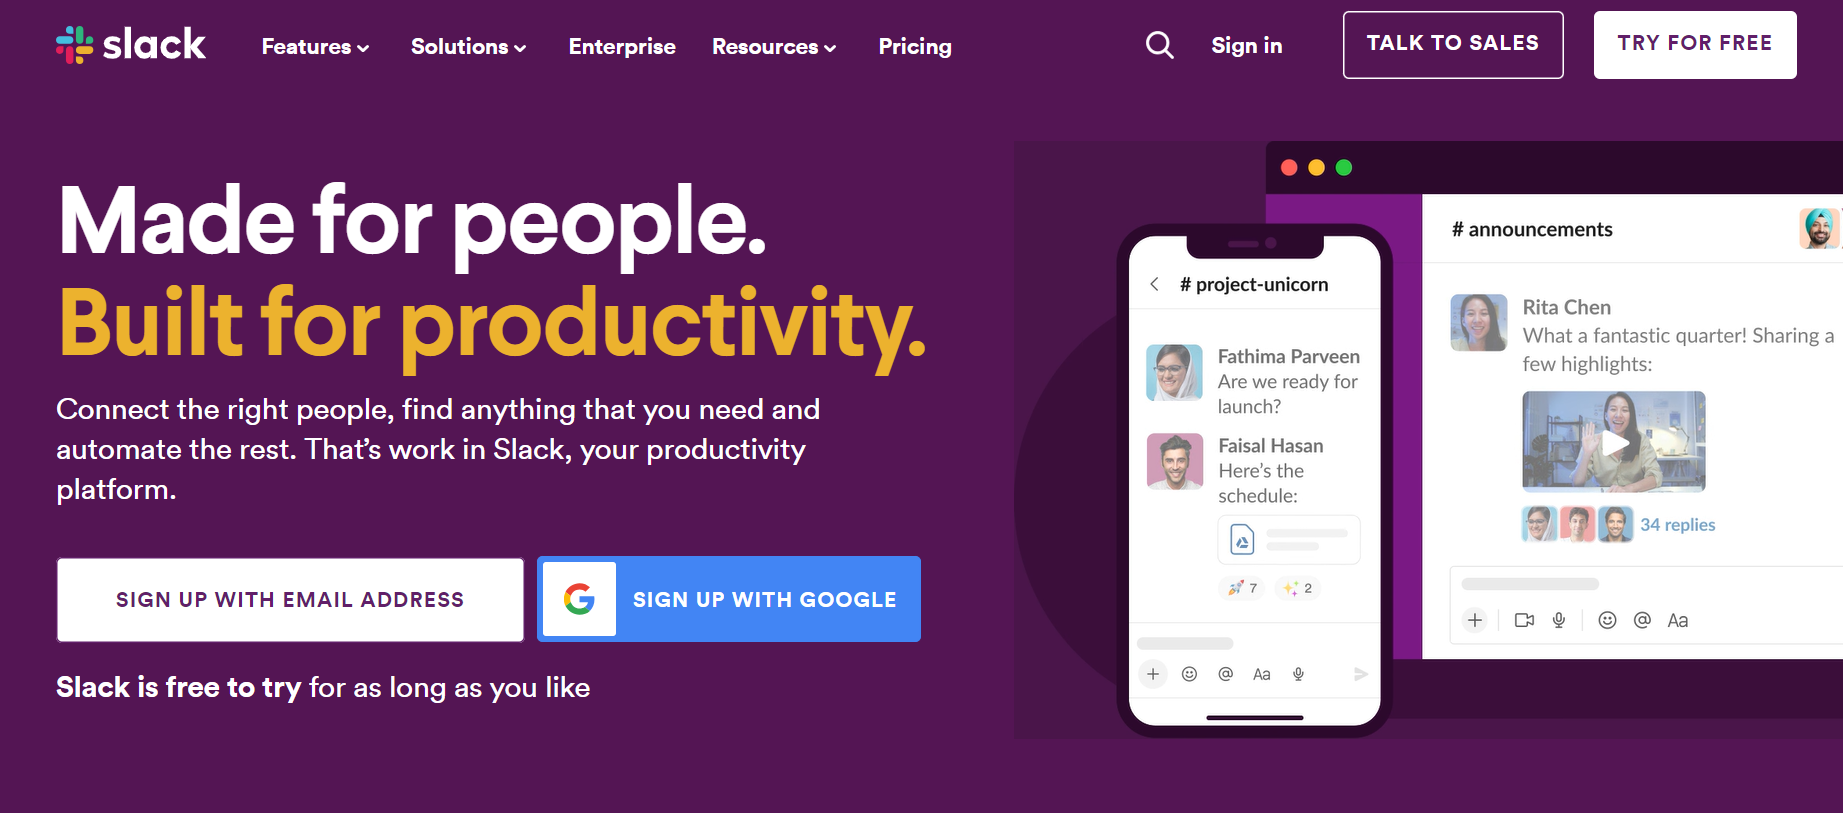 slack
Features
Solutions
Enterprise
Resources
Pricing
Sign in
TALK TO SALES
TRY FOR FREE
Made for people.
Built for productivity.
Connect the right people, find anything that you need and
automate the rest. That’s work in Slack, your productivity
platform.
SIGN UP WITH EMAIL ADDRESS
SIGN UP WITH GOOGLE
Slack is free to try for as long as you like
# project-unicorn
Fathima Parveen
Are we ready for
launch?
Faisal Hasan
Here’s the
schedule:
7
2
@
Aa
# announcements
Rita Chen
What a fantastic quarter! Sharing a
few highlights:
34 replies
@
Aa